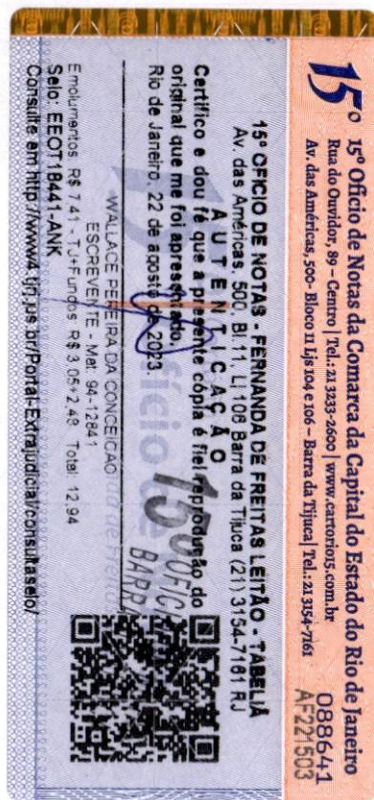 15º 15º Ofício de Notas da Comarca da Capital do Estado do Rio de Janeiro
Rua do Ouvidor, 89 – Centro | Tel.: 21 3233-2600 | www.cartorio15.com.br
Av. das Américas, 500 - Bloco 11 Ljs 104 e 106 – Barra da Tijuca | Tel.: 21 3154-7161
088641
AF221503
15º OFICIO DE NOTAS - FERNANDA DE FREITAS LEITÃO - TABELIÃ
Av. das Américas, 500, Bl.11, Lj 106 Barra da Tijuca (21) 3154-7161 RJ
AUTENTICAÇÃO
Certifico e dou fé que a presente cópia é fiel reprodução do
original que me foi apresentado.
Rio de Janeiro, 22 de agosto de 2023.
WALLACE PEREIRA DA CONCEICAO
ESCREVENTE - Mat. 94-12841
Emolumentos: R$ 7,41 - TJ+Fundos: R$ 3,05+2,48 Total: 12,94
Selo: EEOT18441-ANK
Consulte em http://www4.tjrj.jus.br/Portal-Extrajudicial/consultaselo/
15º OFÍC
BARRA